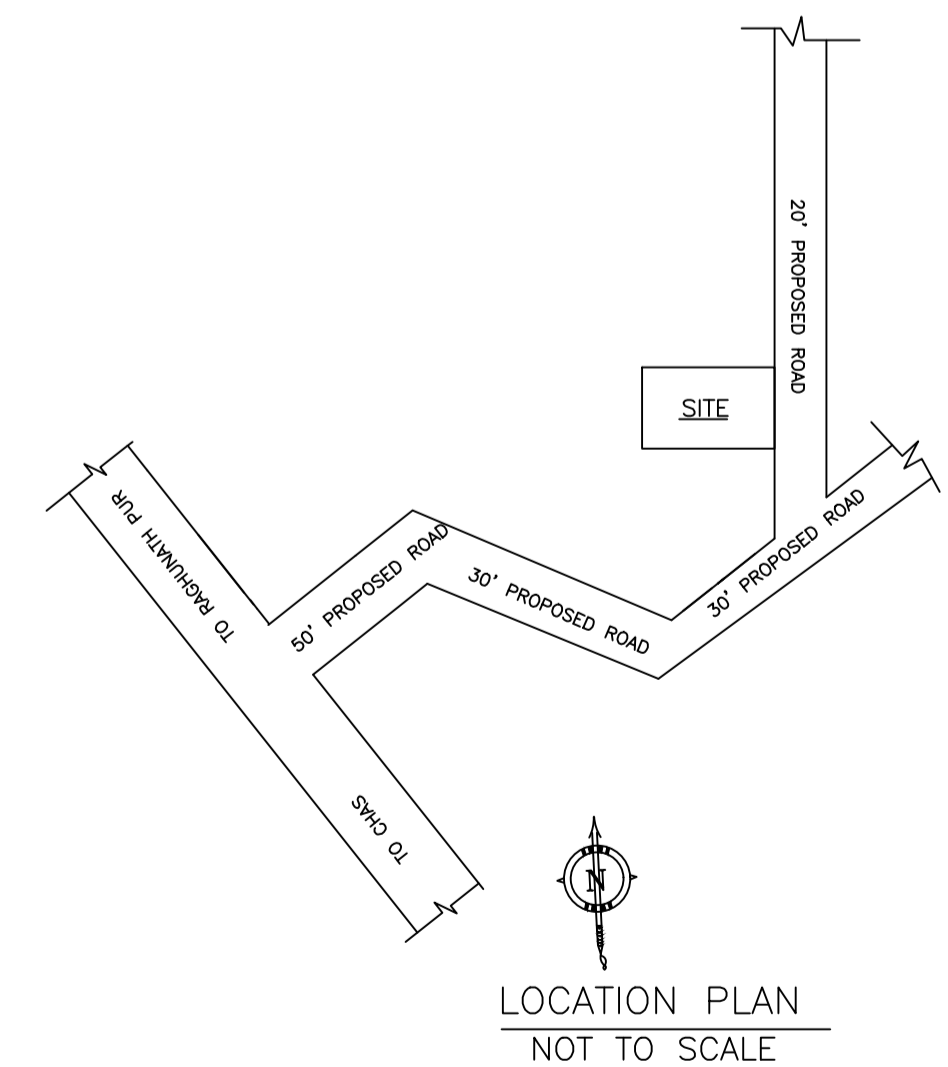 20' PROPOSED ROAD
SITE
TO RAGHUNATH PUR
50' PROPOSED ROAD
30' PROPOSED ROAD
30' PROPOSED ROAD
TO CHAS
N
LOCATION PLAN
NOT TO SCALE